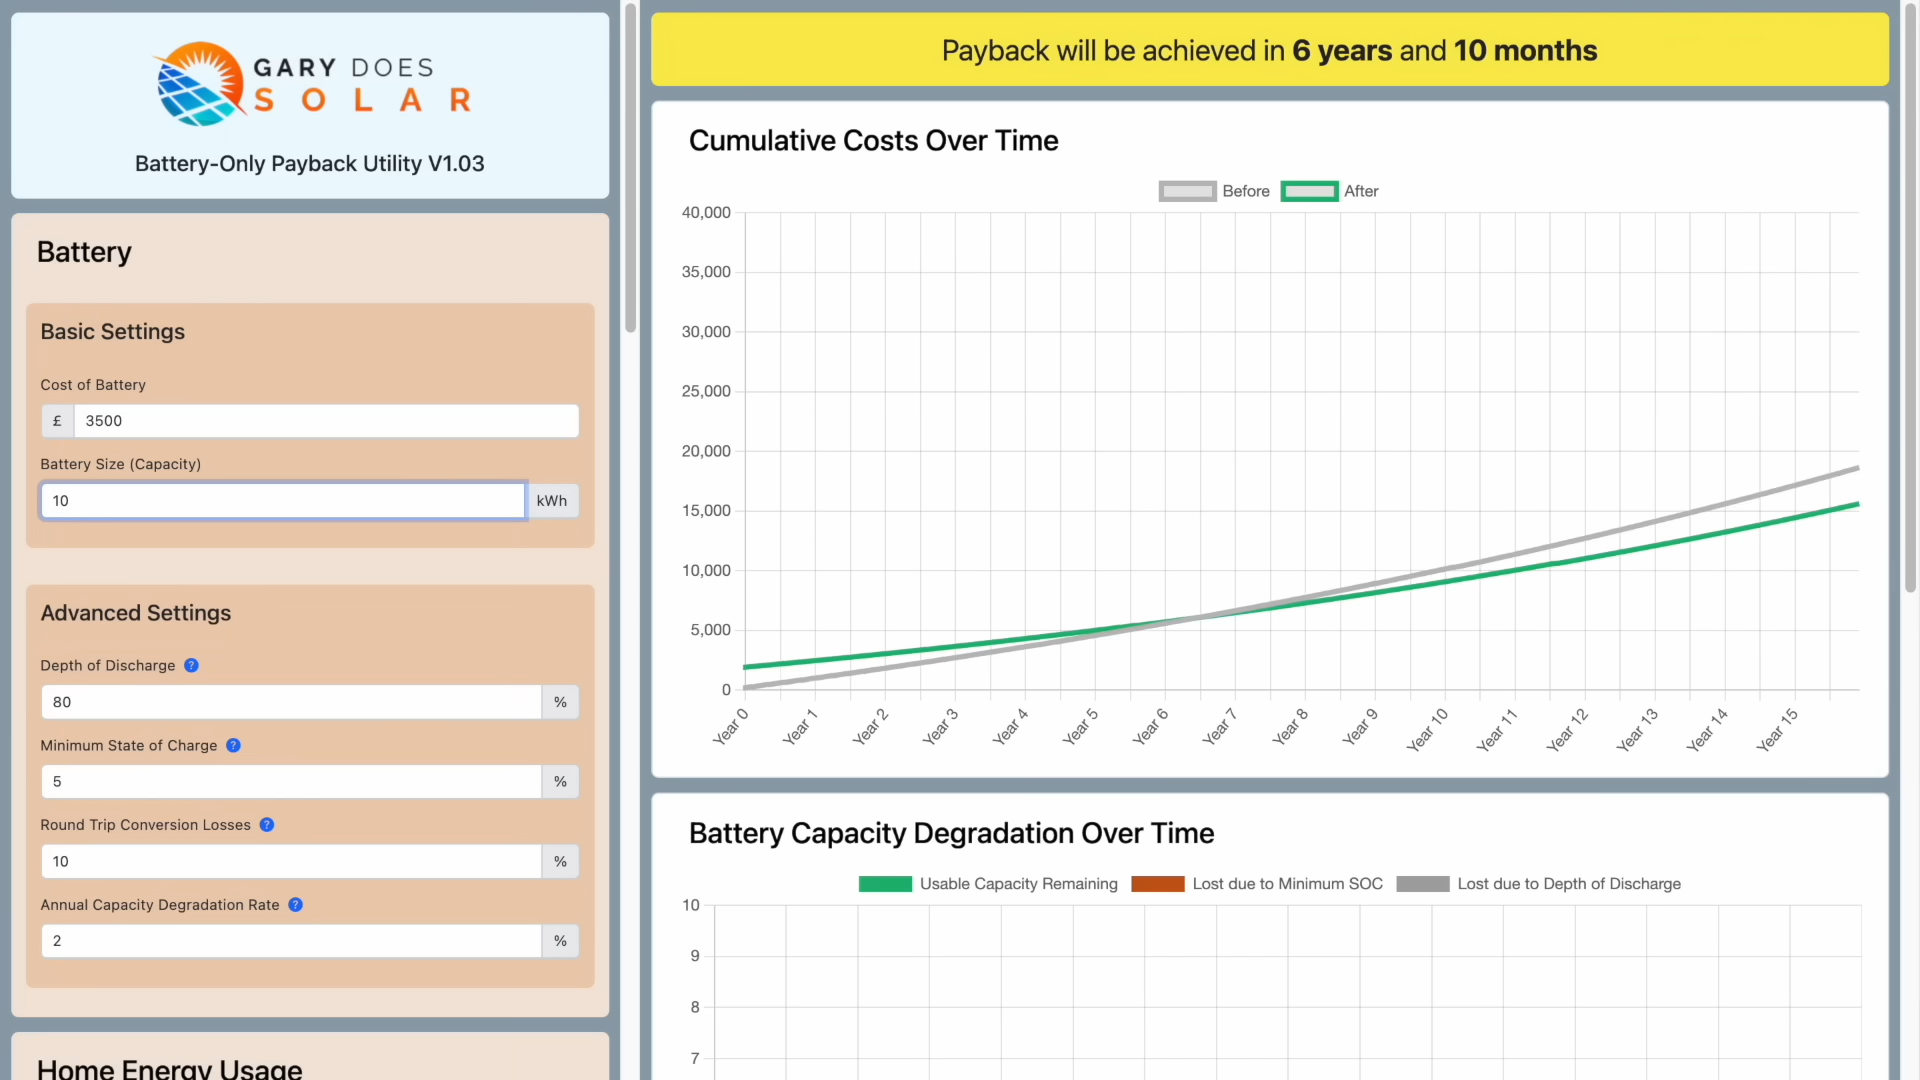 GARY DOES
SOLAR
Battery-Only Payback Utility V1.03
Battery
Basic Settings
Cost of Battery
£ 3500
Battery Size (Capacity)
10 kWh
Advanced Settings
Depth of Discharge ?
80 %
Minimum State of Charge ?
5 %
Round Trip Conversion Losses ?
10 %
Annual Capacity Degradation Rate ?
2 %
Home Energy Usage
Payback will be achieved in 6 years and 10 months
Cumulative Costs Over Time
Before After
40,000
35,000
30,000
25,000
20,000
15,000
10,000
5,000
0
Year 0 Year 1 Year 2 Year 3 Year 4 Year 5 Year 6 Year 7 Year 8 Year 9 Year 10 Year 11 Year 12 Year 13 Year 14 Year 15
Battery Capacity Degradation Over Time
Usable Capacity Remaining Lost due to Minimum SOC Lost due to Depth of Discharge
10
9
8
7